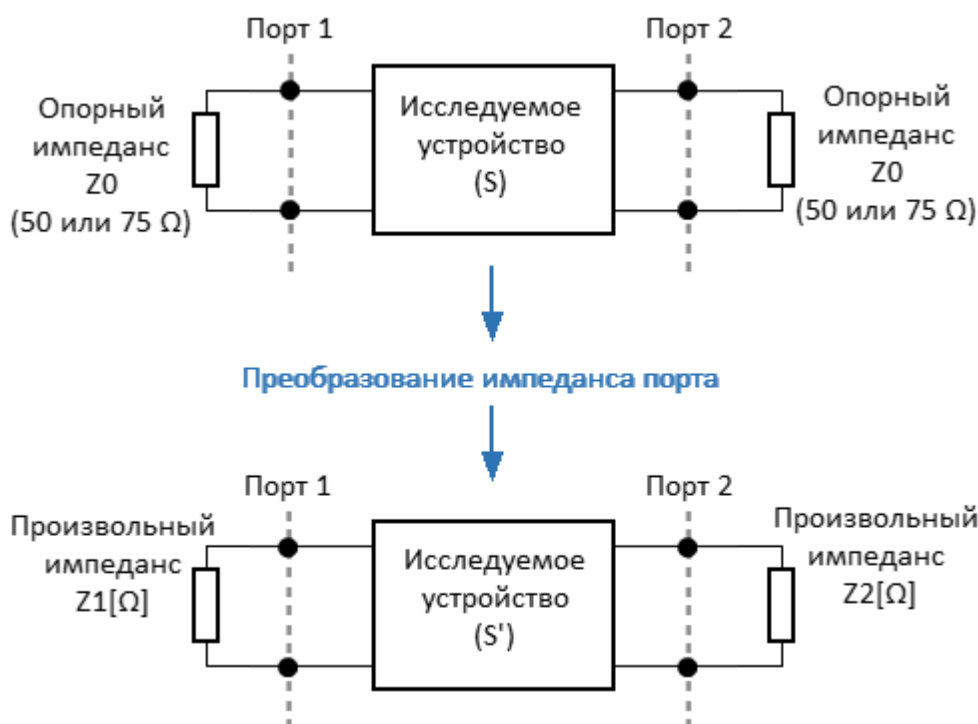 Порт 1
Порт 2
Опорный
импеданс
Z0
(50 или 75 Ω)
Исследуемое
устройство
(S)
Опорный
импеданс
Z0
(50 или 75 Ω)
Преобразование импеданса порта
Порт 1
Порт 2
Произвольный
импеданс
Z1[Ω]
Исследуемое
устройство
(S')
Произвольный
импеданс
Z2[Ω]